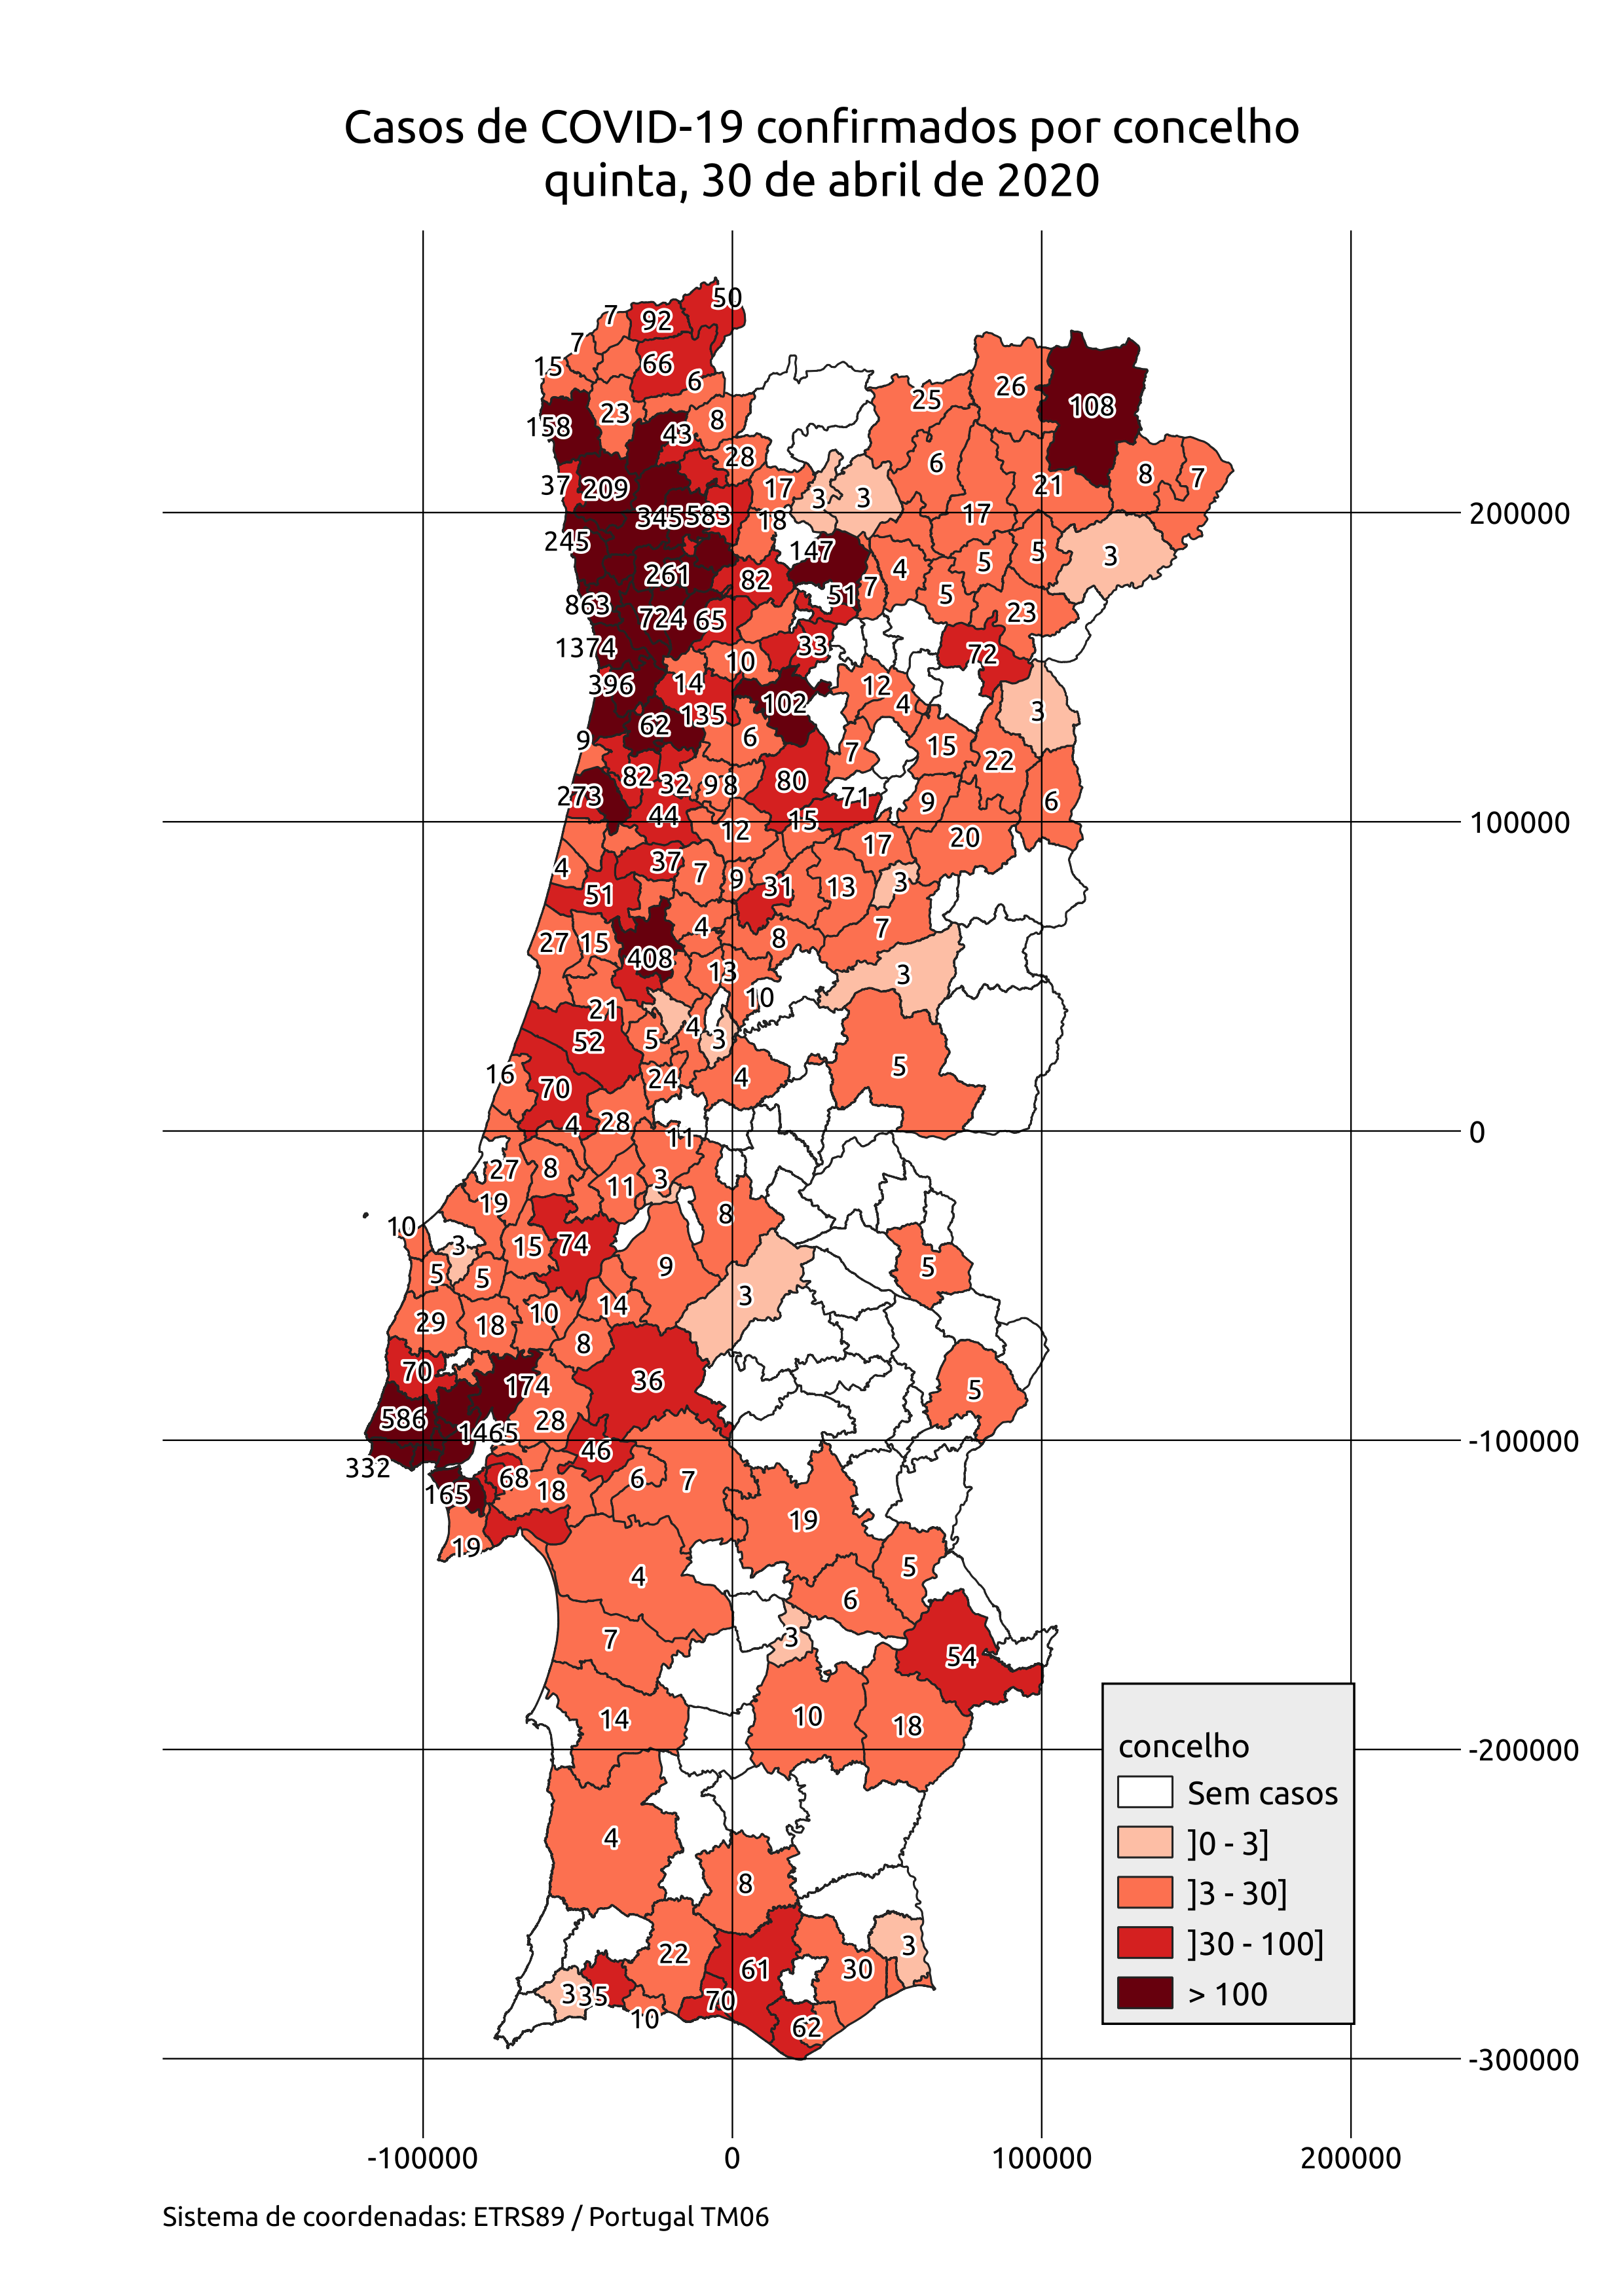 Casos de COVID-19 confirmados por concelho
quinta, 30 de abril de 2020
50
7 92
7
15 66
6
25 26
108
23 8
158 43
28
6
8 7
37 209 17 3 3 21
345 583 18 17 200000
245 147 5 5 3
261 82 4 7 5
51
863 724 65 23
1374 33 72
10
396 14 12
102 4 3
135
62 6
9 7 15 22
82 32 98 80
273 71 9 6
44 15
12 100000
17 20
37 7 9
4 51 31 13 3
4 7
27 15 8
408 13 3
10
21 4
52 5 3
5
16 24 4
70
4 28
11 0
27 8
11 3
19
10 8
3 15 74
5 5 9 5
3
14
29 18 10
8
70
174 36 5
586 28
1465 -100000
46
332 68 6 7
165 18
19
19
5
4
6
7 3
54
14 10 18
concelho
-200000
Sem casos
]0 - 3]
4
8 ]3 - 30]
]30 - 100]
3
22 61 30
3 35 70 > 100
10 62
-300000
-100000 0 100000 200000
Sistema de coordenadas: ETRS89 / Portugal TM06